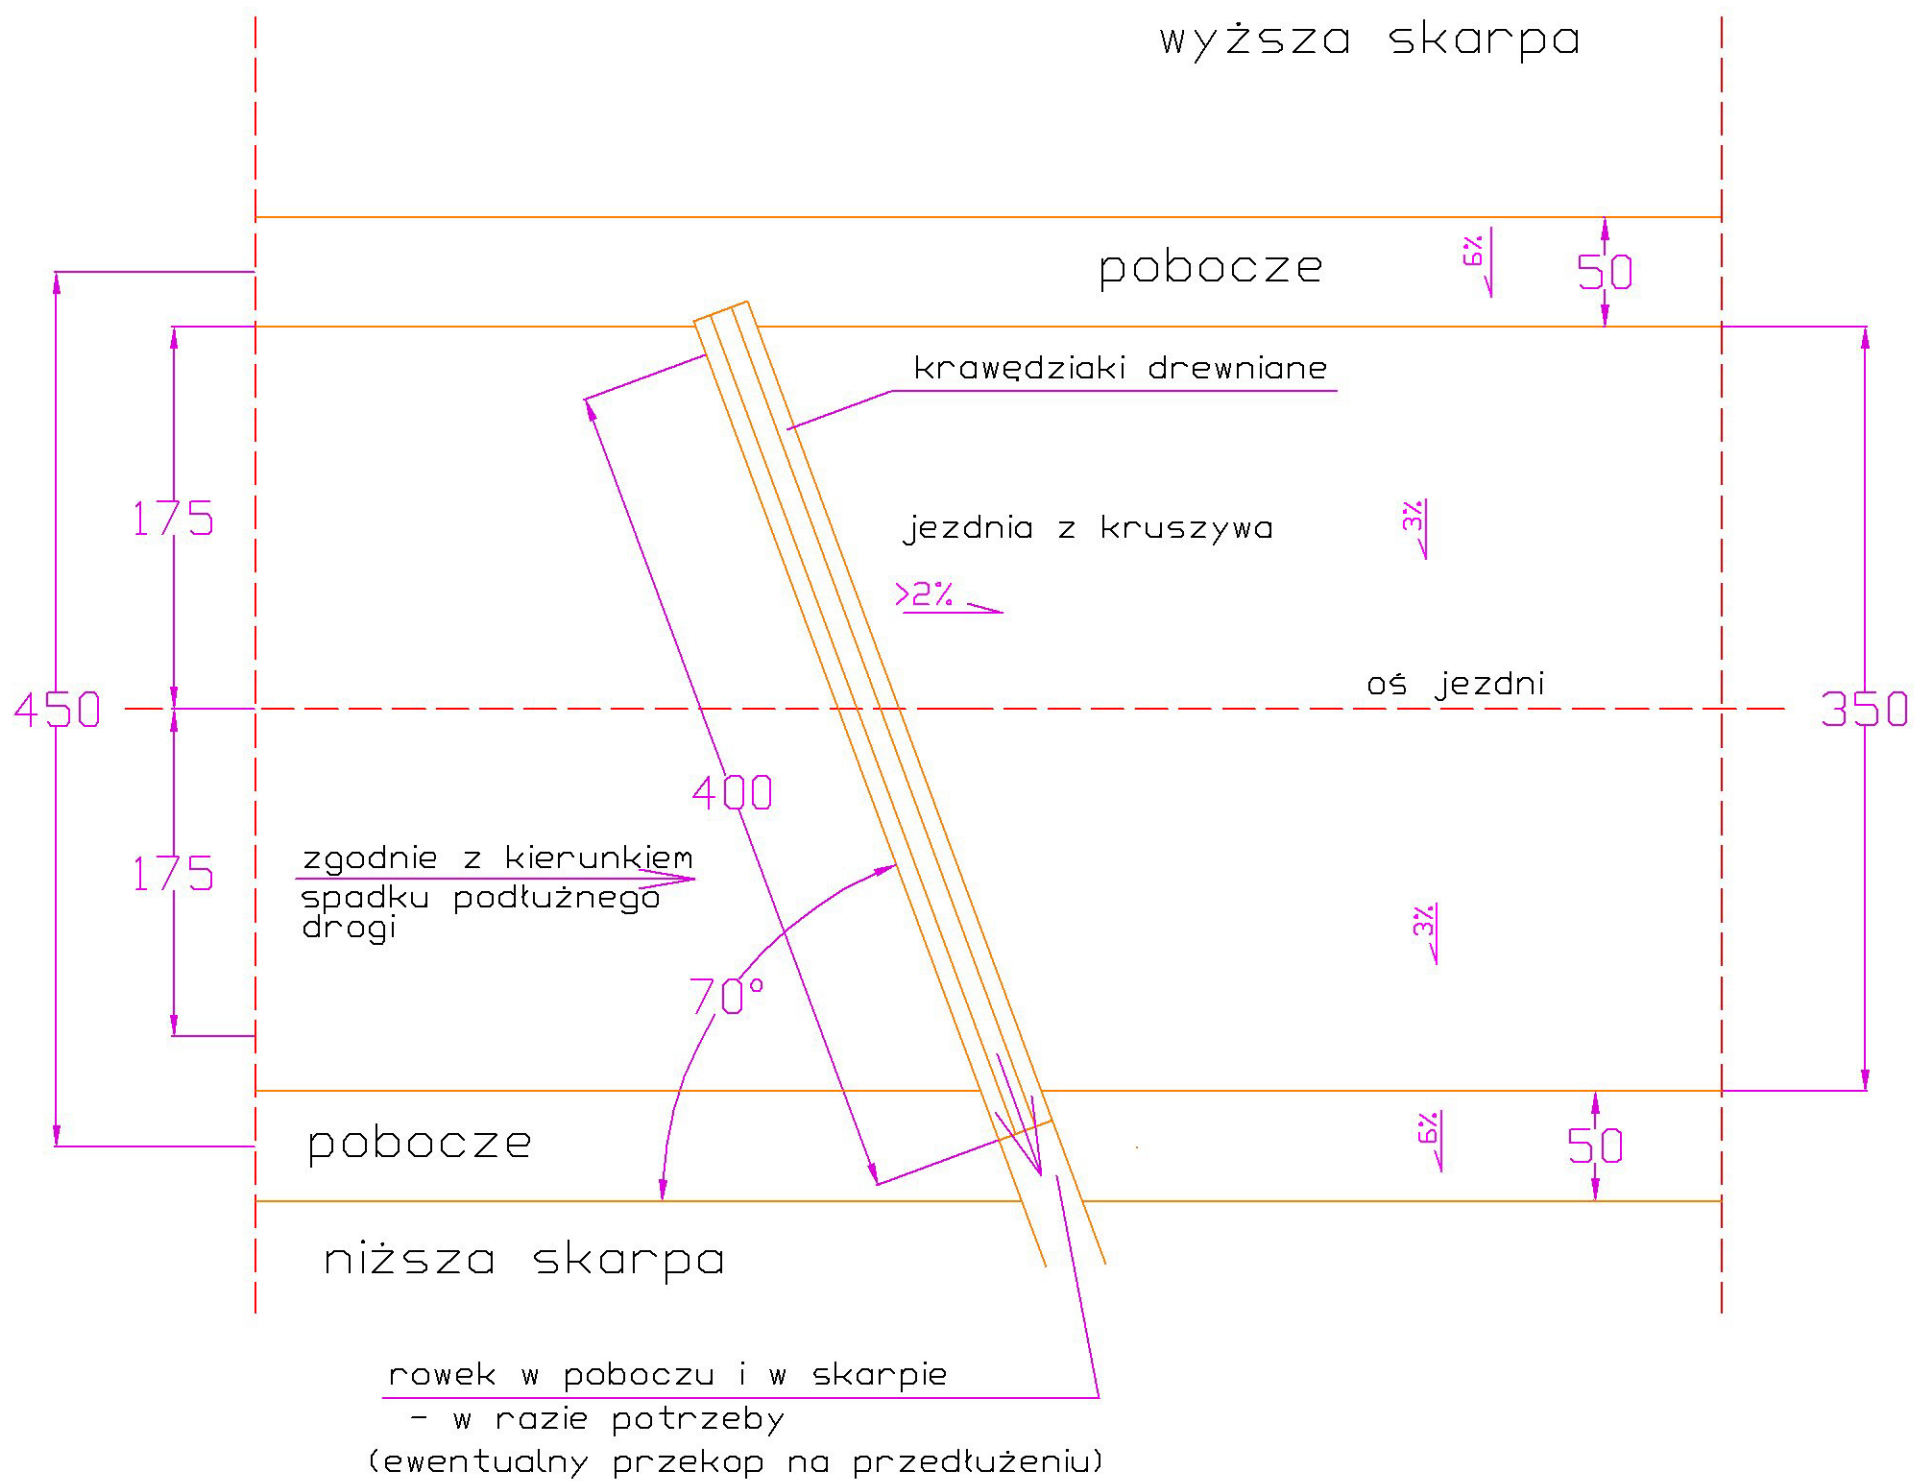 wyższa skarpa
6%
50
pobocze
krawędziaki drewniane
175
jezdnia z kruszywa
3%
>2%
oś jezdni
450
350
400
175
zgodnie z kierunkiem
spadku podłużnego
drogi
3%
70°
pobocze
6%
50
niższa skarpa
rowek w poboczu i w skarpie
- w razie potrzeby
(ewentualny przekop na przedłużeniu)